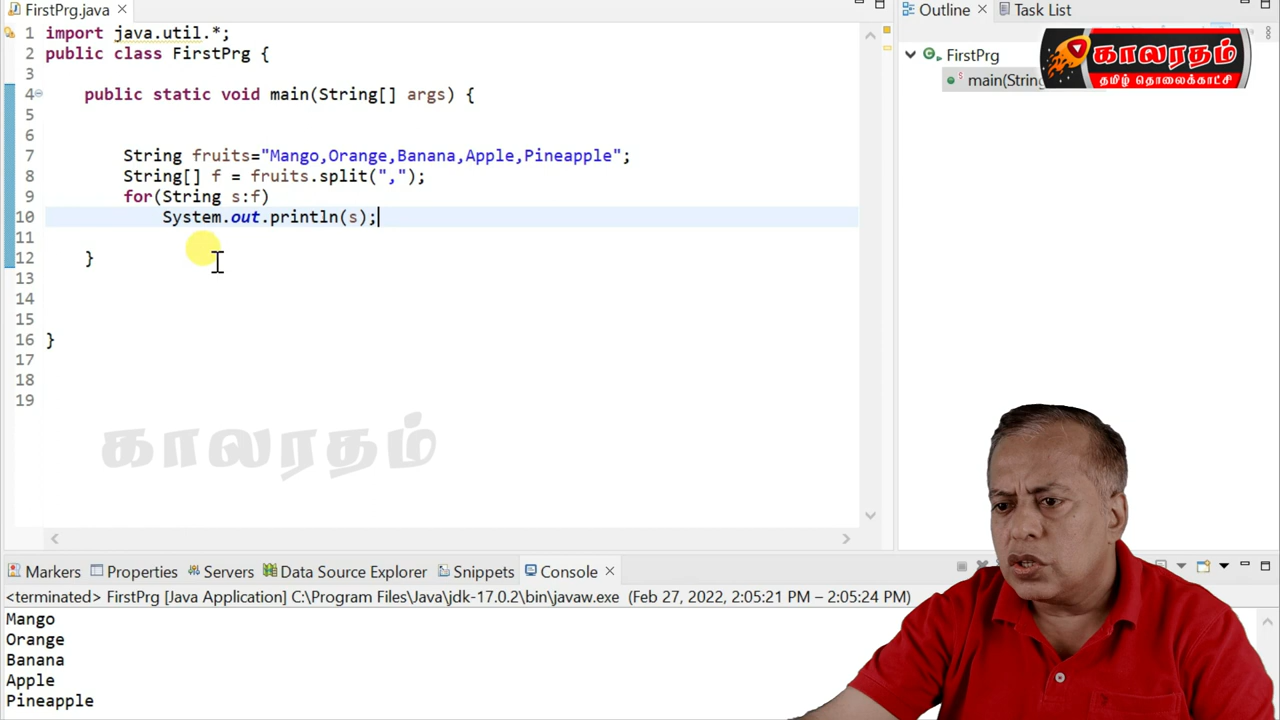 FirstPrg.java
Outline
Task List
1 import java.util.*;
2 public class FirstPrg {
3
4 public static void main(String[] args) {
5
6
7 String fruits="Mango,Orange,Banana,Apple,Pineapple";
8 String[] f = fruits.split(",");
9 for(String s:f)
10 System.out.println(s);
11
12 }
13
14
15
16 }
17
18
19
FirstPrg
main(String
காலரதம்
தமிழ் தொலைக்காட்சி
காலரதம்
Markers Properties Servers Data Source Explorer Snippets Console
<terminated> FirstPrg [Java Application] C:\Program Files\Java\jdk-17.0.2\bin\javaw.exe (Feb 27, 2022, 2:05:21 PM – 2:05:24 PM)
Mango
Orange
Banana
Apple
Pineapple